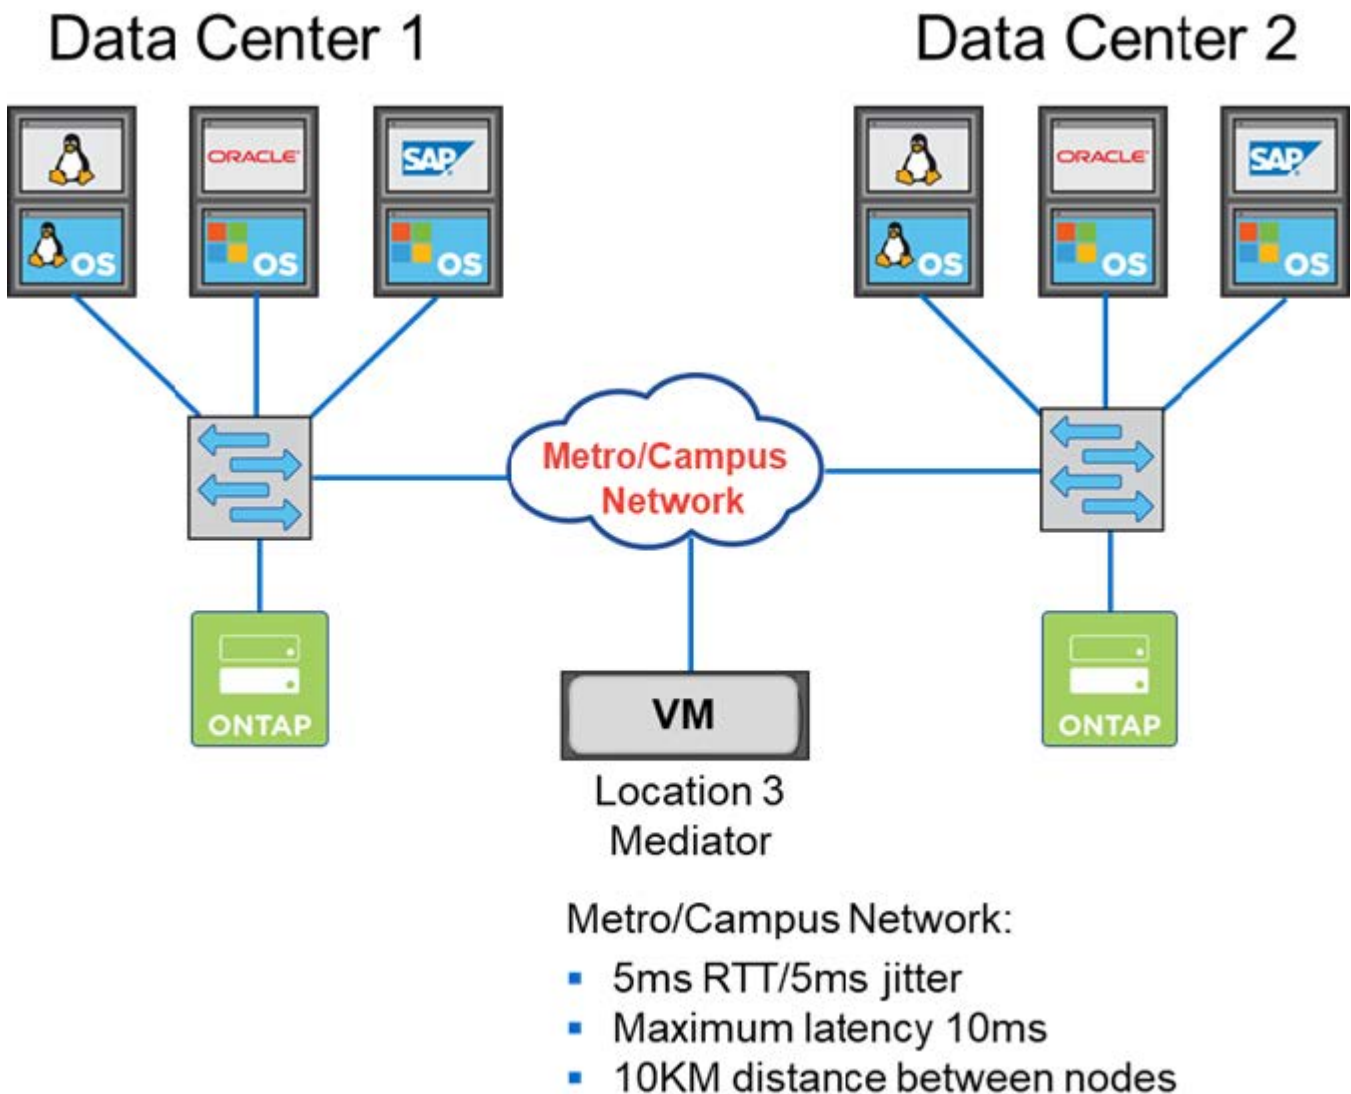 Data Center 1
Data Center 2
ORACLE
SAP
ORACLE
SAP
OS
OS
OS
OS
OS
OS
Metro/Campus
Network
ONTAP
VM
ONTAP
Location 3
Mediator
Metro/Campus Network:
5ms RTT/5ms jitter
Maximum latency 10ms
10KM distance between nodes